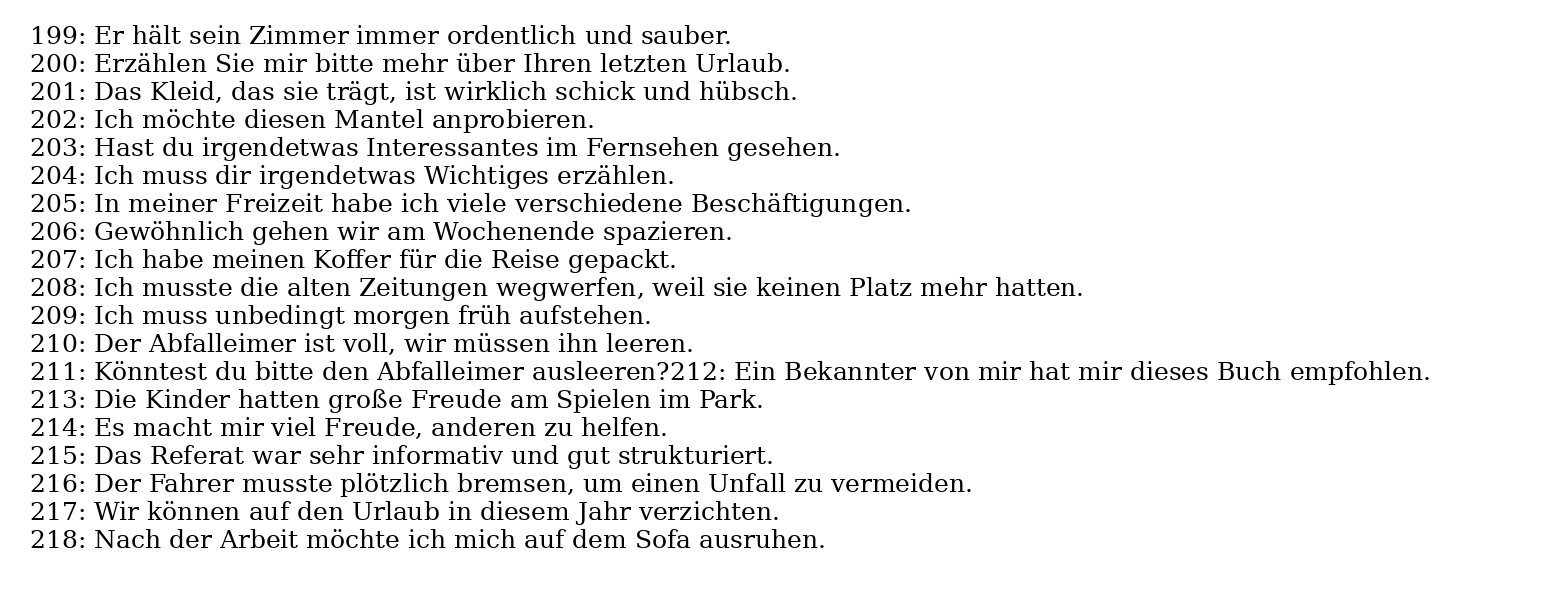 199: Er hält sein Zimmer immer ordentlich und sauber.
200: Erzählen Sie mir bitte mehr über Ihren letzten Urlaub.
201: Das Kleid, das sie trägt, ist wirklich schick und hübsch.
202: Ich möchte diesen Mantel anprobieren.
203: Hast du irgendetwas Interessantes im Fernsehen gesehen.
204: Ich muss dir irgendetwas Wichtiges erzählen.
205: In meiner Freizeit habe ich viele verschiedene Beschäftigungen.
206: Gewöhnlich gehen wir am Wochenende spazieren.
207: Ich habe meinen Koffer für die Reise gepackt.
208: Ich musste die alten Zeitungen wegwerfen, weil sie keinen Platz mehr hatten.
209: Ich muss unbedingt morgen früh aufstehen.
210: Der Abfalleimer ist voll, wir müssen ihn leeren.
211: Könntest du bitte den Abfalleimer ausleeren?212: Ein Bekannter von mir hat mir dieses Buch empfohlen.
213: Die Kinder hatten große Freude am Spielen im Park.
214: Es macht mir viel Freude, anderen zu helfen.
215: Das Referat war sehr informativ und gut strukturiert.
216: Der Fahrer musste plötzlich bremsen, um einen Unfall zu vermeiden.
217: Wir können auf den Urlaub in diesem Jahr verzichten.
218: Nach der Arbeit möchte ich mich auf dem Sofa ausruhen.